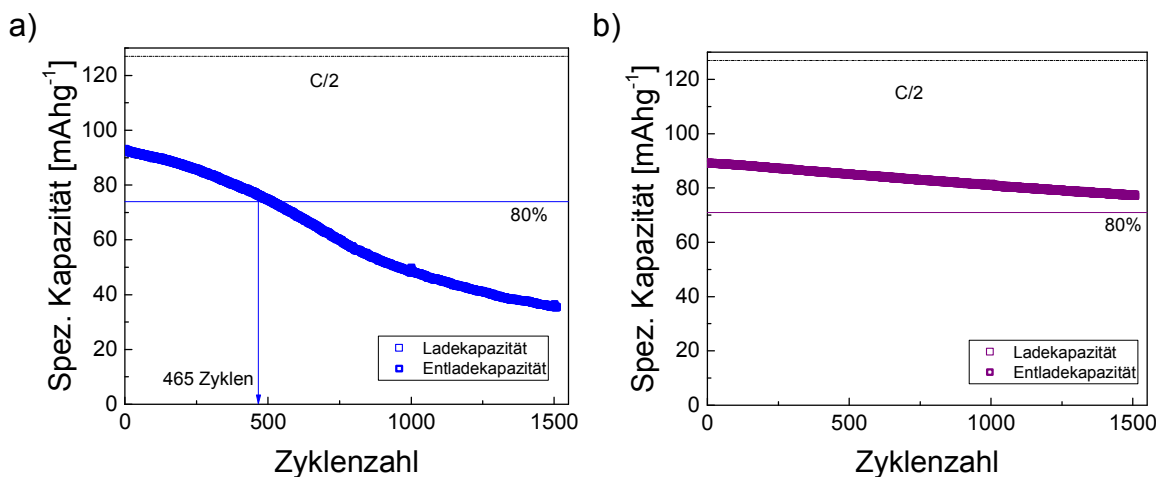 a)
Spez. Kapazität [mAhg⁻¹]
120
100
80
60
40
20
0
C/2
80%
465 Zyklen
Ladekapazität
Entladekapazität
0
500
1000
1500
Zyklenzahl
b)
Spez. Kapazität [mAhg⁻¹]
120
100
80
60
40
20
0
C/2
80%
Ladekapazität
Entladekapazität
0
500
1000
1500
Zyklenzahl